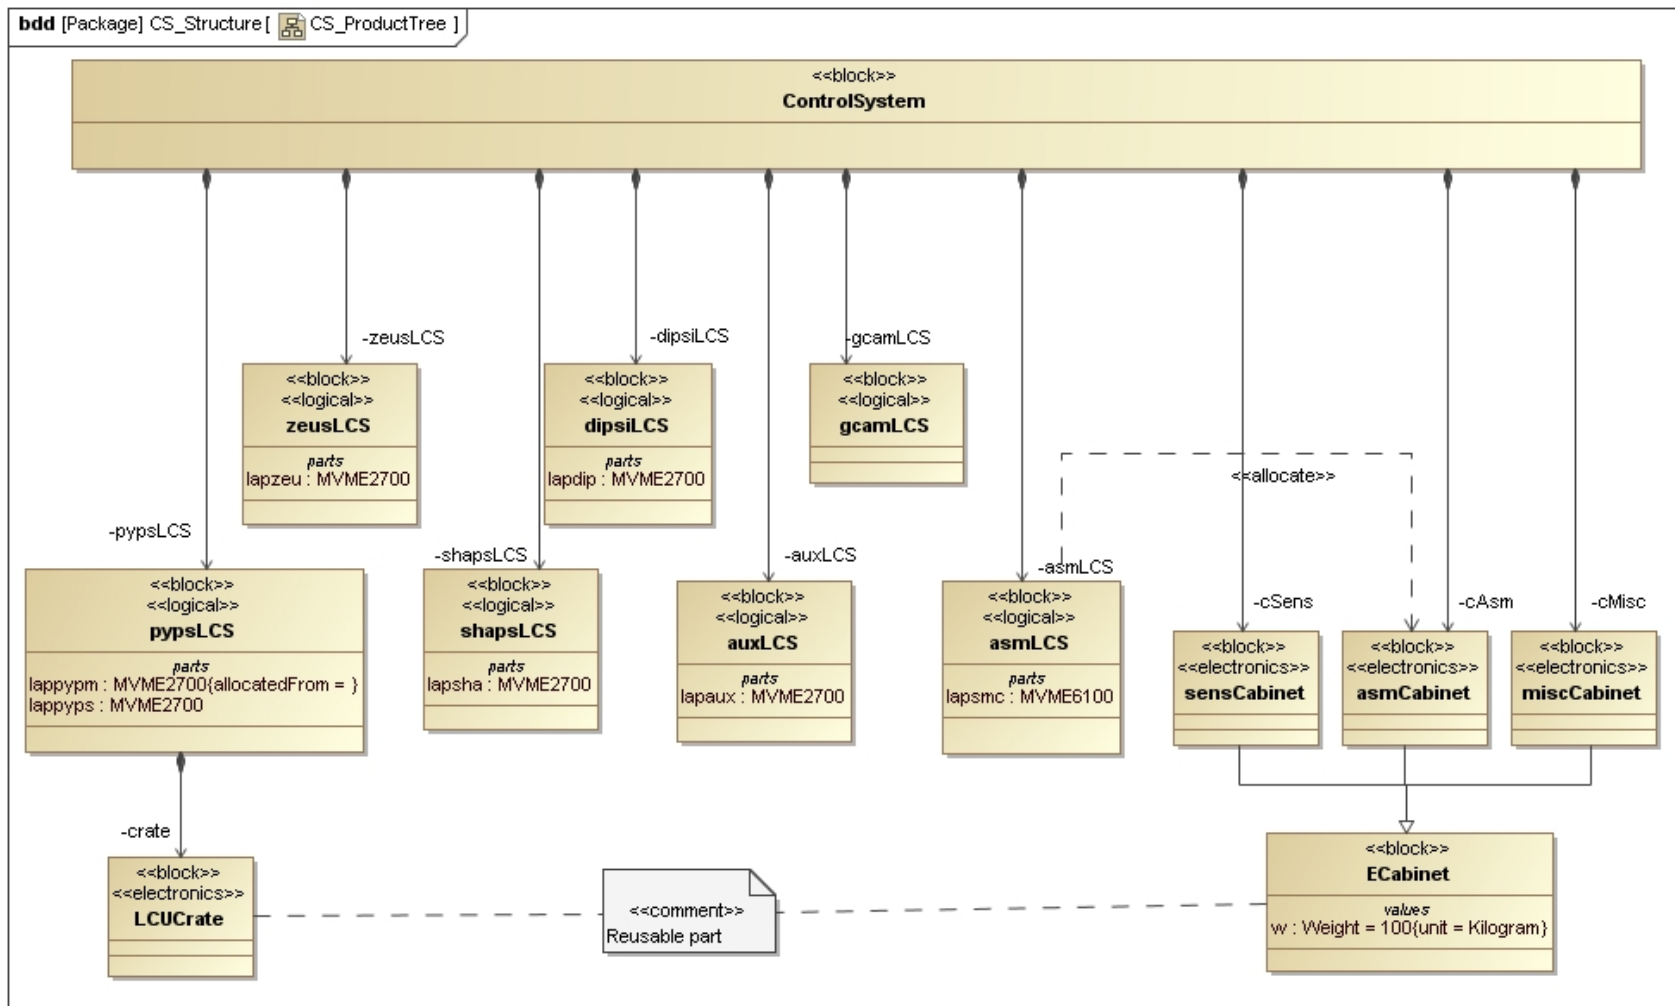 bdd [Package] CS_Structure [ CS_ProductTree ]
<<block>>
ControlSystem
-zeusLCS
-dipsiLCS
-gcamLCS
<<block>>
<<logical>>
zeusLCS
parts
lapzeu : MVME2700
<<block>>
<<logical>>
dipsiLCS
parts
lapdip : MVME2700
<<block>>
<<logical>>
gcamLCS
<<allocate>>
-pypsLCS
-shapsLCS
-auxLCS
-asmLCS
-cSens
-cAsm
-cMisc
<<block>>
<<logical>>
pypsLCS
parts
lappypm : MVME2700{allocatedFrom = }
lappyps : MVME2700
<<block>>
<<logical>>
shapsLCS
parts
lapsha : MVME2700
<<block>>
<<logical>>
auxLCS
parts
lapaux : MVME2700
<<block>>
<<logical>>
asmLCS
parts
lapsmc : MVME6100
<<block>>
<<electronics>>
sensCabinet
<<block>>
<<electronics>>
asmCabinet
<<block>>
<<electronics>>
miscCabinet
-crate
<<block>>
<<electronics>>
LCUCrate
<<comment>>
Reusable part
<<block>>
ECabinet
values
w : Weight = 100{unit = Kilogram}